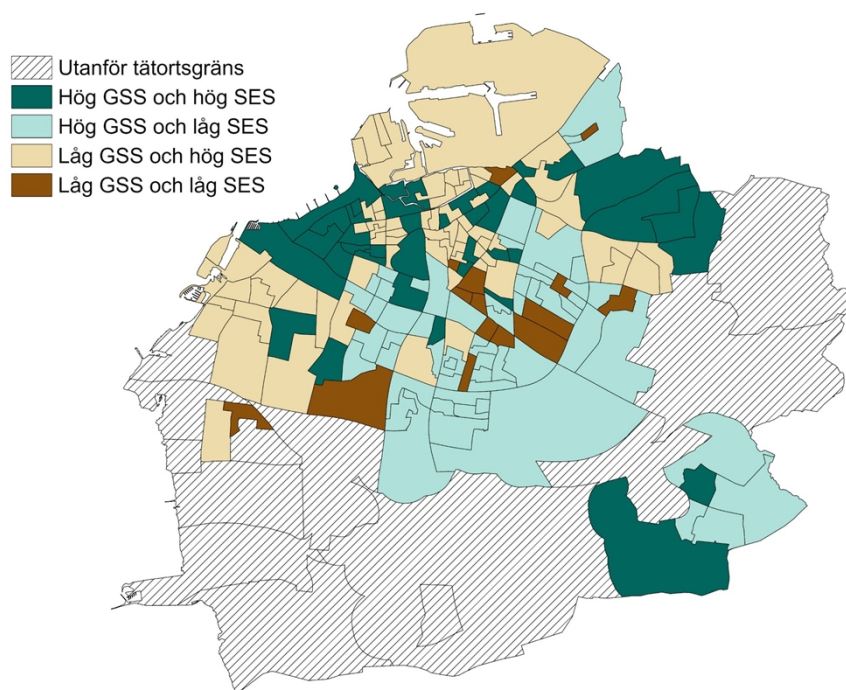 Utanför tätortsgräns
Hög GSS och hög SES
Hög GSS och låg SES
Låg GSS och hög SES
Låg GSS och låg SES